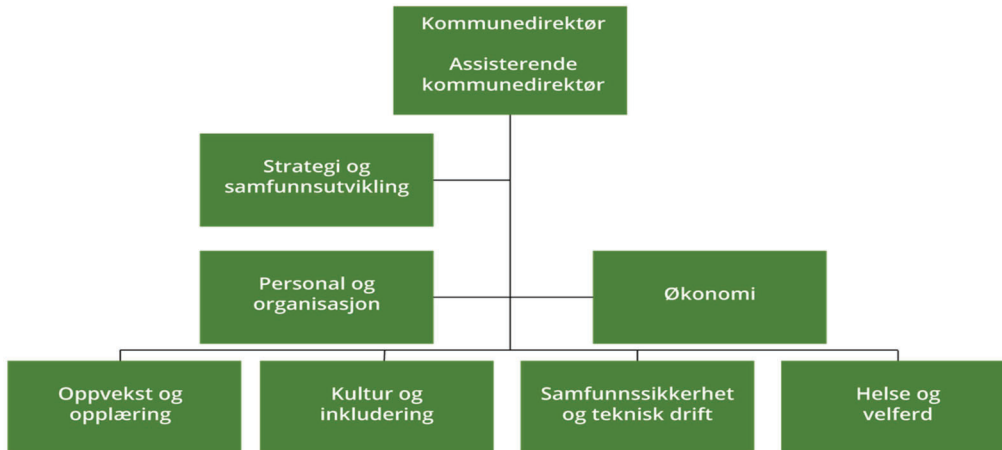 Kommunedirektør
Assisterende
kommunedirektør
Strategi og
samfunnsutvikling
Personal og
organisasjon
Økonomi
Oppvekst og
opplæring
Kultur og
inkludering
Samfunnssikkerhet
og teknisk drift
Helse og
velferd